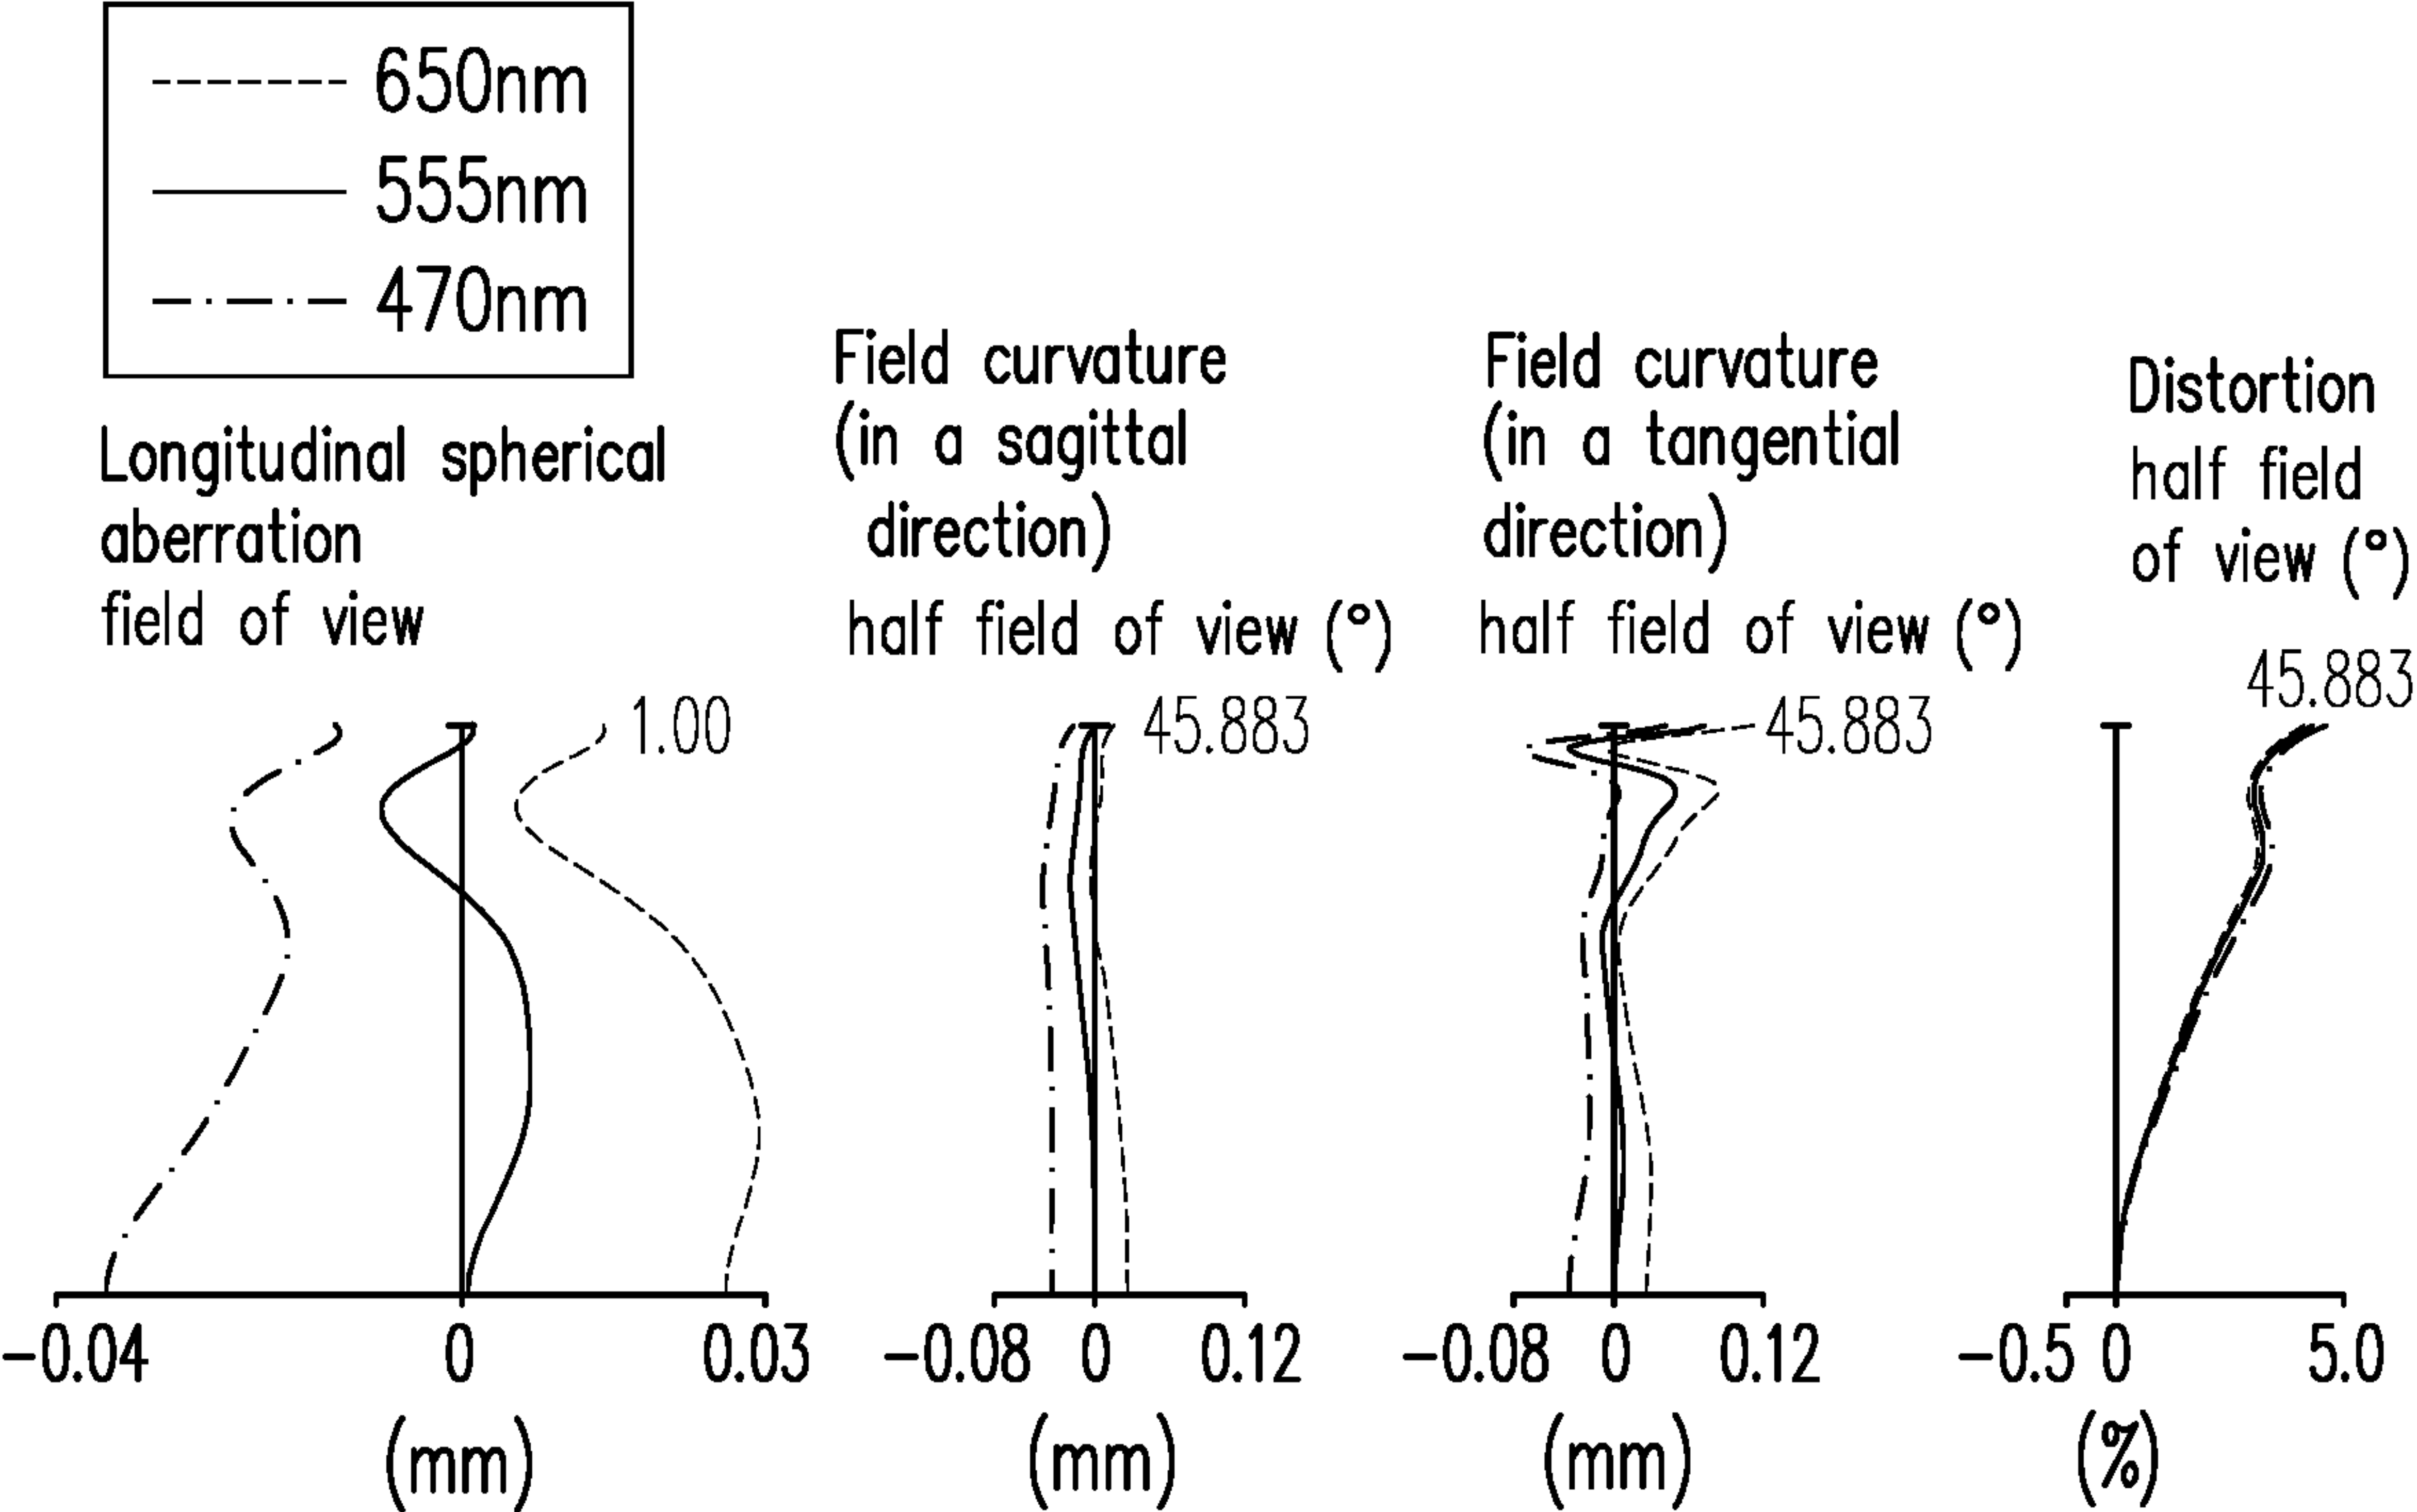 650nm
555nm
470nm
Longitudinal spherical
aberration
field of view
1.00
-0.04 0 0.03
(mm)
Field curvature
(in a sagittal
direction)
half field of view (°)
45.883
-0.08 0 0.12
(mm)
Field curvature
(in a tangential
direction)
half field of view (°)
45.883
-0.08 0 0.12
(mm)
Distortion
half field
of view (°)
45.883
-0.5 0 5.0
(%)